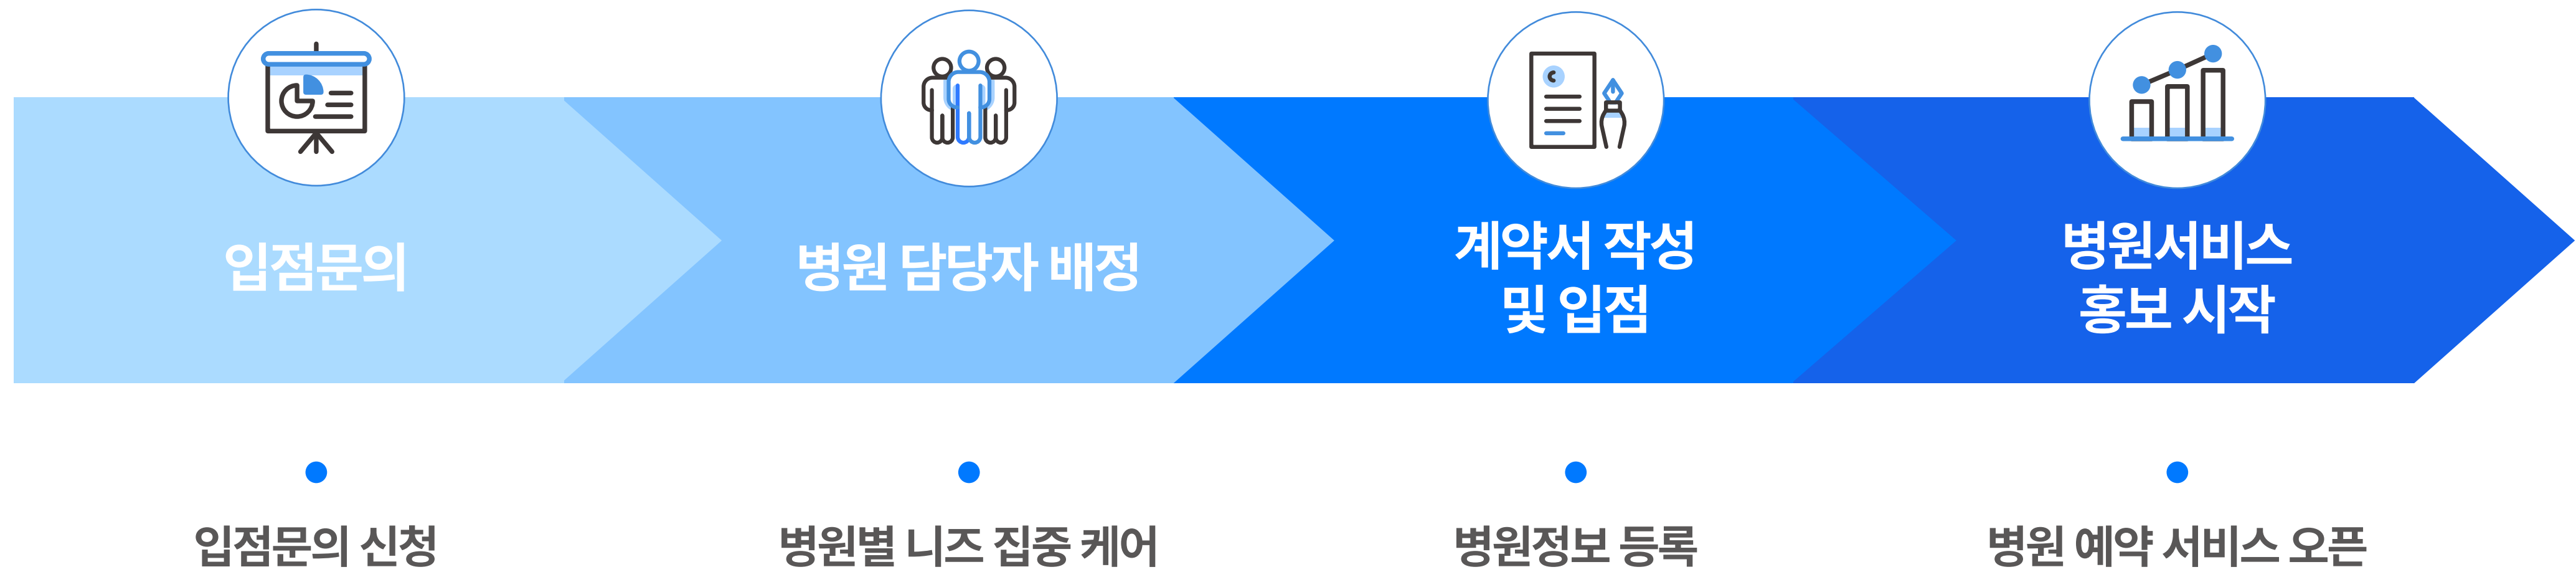 입점문의
병원 담당자 배정
계약서 작성
및 입점
병원서비스
홍보 시작
입점문의 신청
병원별 니즈 집중 케어
병원정보 등록
병원 예약 서비스 오픈